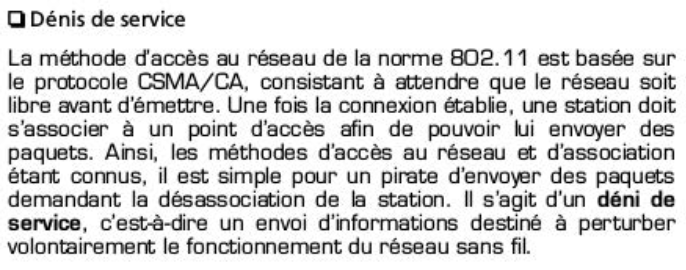 ❏ Dénis de service
La méthode d'accès au réseau de la norme 802.11 est basée sur
le protocole CSMA/CA, consistant à attendre que le réseau soit
libre avant d'émettre. Une fois la connexion établie, une station doit
s'associer à un point d'accès afin de pouvoir lui envoyer des
paquets. Ainsi, les méthodes d'accès au réseau et d'association
étant connus, il est simple pour un pirate d'envoyer des paquets
demandant la désassociation de la station. Il s'agit d'un déni de
service, c'est-à-dire un envoi d'informations destiné à perturber
volontairement le fonctionnement du réseau sans fil.